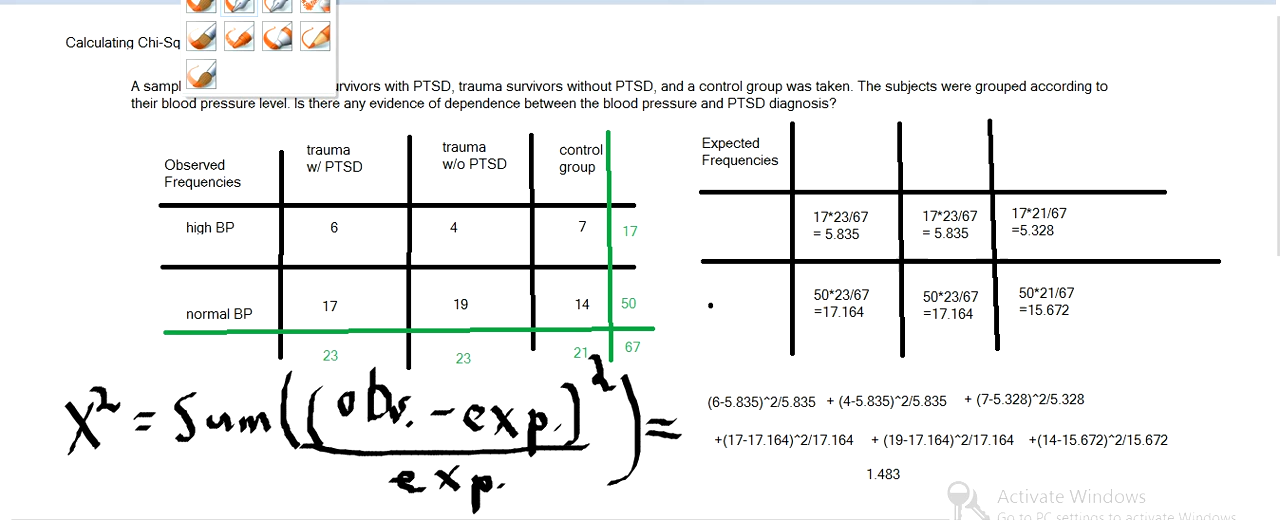 Calculating Chi-Sq
A sampl urvivors with PTSD, trauma survivors without PTSD, and a control group was taken. The subjects were grouped according to
their blood pressure level. Is there any evidence of dependence between the blood pressure and PTSD diagnosis?
Observed
Frequencies
trauma
w/ PTSD
trauma
w/o PTSD
control
group
high BP 6 4 7 17
normal BP 17 19 14 50
23 23 21 67
Expected
Frequencies
17*23/67
= 5.835
17*23/67
= 5.835
17*21/67
=5.328
50*23/67
=17.164
50*23/67
=17.164
50*21/67
=15.672
X² = Sum((obs.-exp.)²/exp.) =
(6-5.835)^2/5.835 + (4-5.835)^2/5.835 + (7-5.328)^2/5.328
+(17-17.164)^2/17.164 + (19-17.164)^2/17.164 +(14-15.672)^2/15.672
1.483
Activate Windows
Go to PC settings to activate Windows.